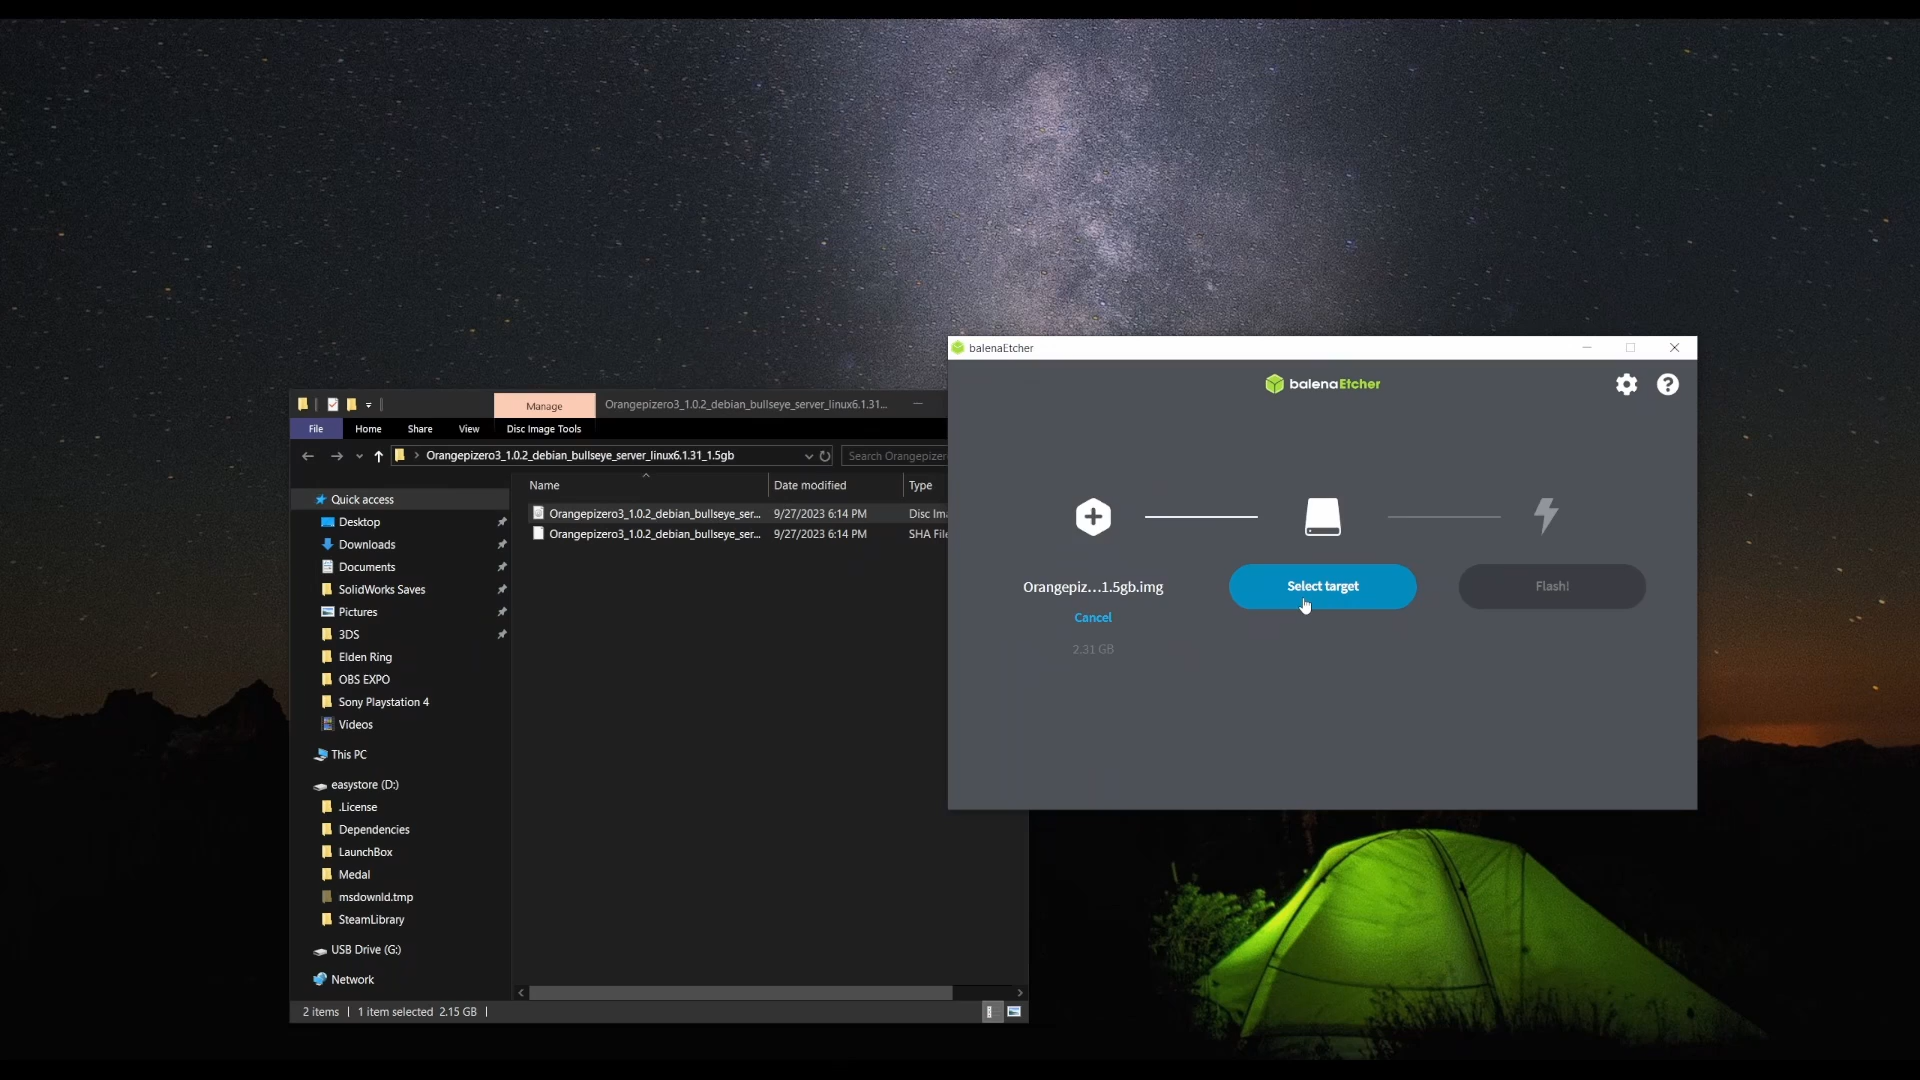 Manage
Orangepizero3_1.0.2_debian_bullseye_server_linux6.1.31...
File
Home
Share
View
Disc Image Tools
Orangepizero3_1.0.2_debian_bullseye_server_linux6.1.31_1.5gb
Search Orangepizero
Name
Date modified
Type
Orangepizero3_1.0.2_debian_bullseye_ser...
9/27/2023 6:14 PM
Disc Im
Orangepizero3_1.0.2_debian_bullseye_ser...
9/27/2023 6:14 PM
SHA File
Quick access
Desktop
Downloads
Documents
SolidWorks Saves
Pictures
3DS
Elden Ring
OBS EXPO
Sony Playstation 4
Videos
This PC
easystore (D:)
.License
Dependencies
LaunchBox
Medal
msdownld.tmp
SteamLibrary
USB Drive (G:)
Network
2 items
1 item selected 2.15 GB
balenaEtcher
balenaEtcher
Orangepiz...1.5gb.img
Cancel
2.31 GB
Select target
Flash!